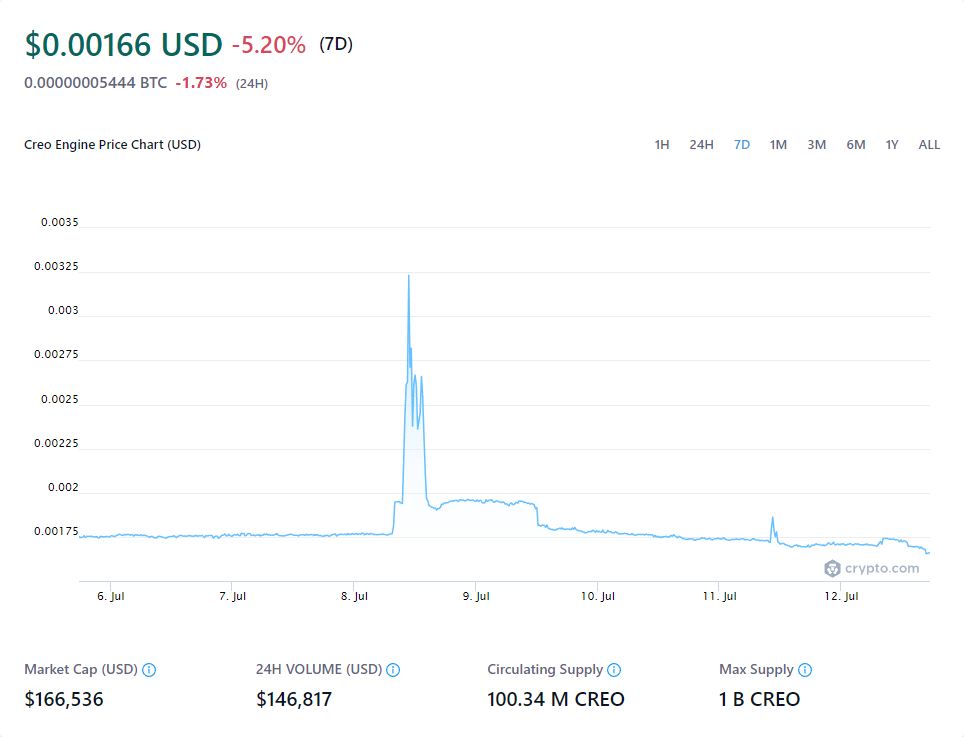 $0.00166 USD -5.20% (7D)
0.00000005444 BTC -1.73% (24H)
Creo Engine Price Chart (USD) 1H 24H 7D 1M 3M 6M 1Y ALL
0.0035
0.00325
0.003
0.00275
0.0025
0.00225
0.002
0.00175
crypto.com
6. Jul 7. Jul 8. Jul 9. Jul 10. Jul 11. Jul 12. Jul
Market Cap (USD) 24H VOLUME (USD) Circulating Supply Max Supply
$166,536 $146,817 100.34 M CREO 1 B CREO